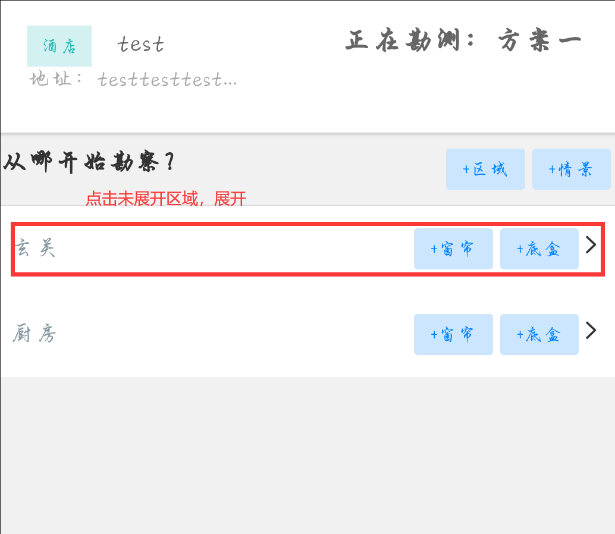 酒店 test 正在勘测：方案一
地址：testtesttest...
从哪开始勘察？ +区域 +情景
点击未展开区域，展开
玄关 +窗帘 +底盒
厨房 +窗帘 +底盒